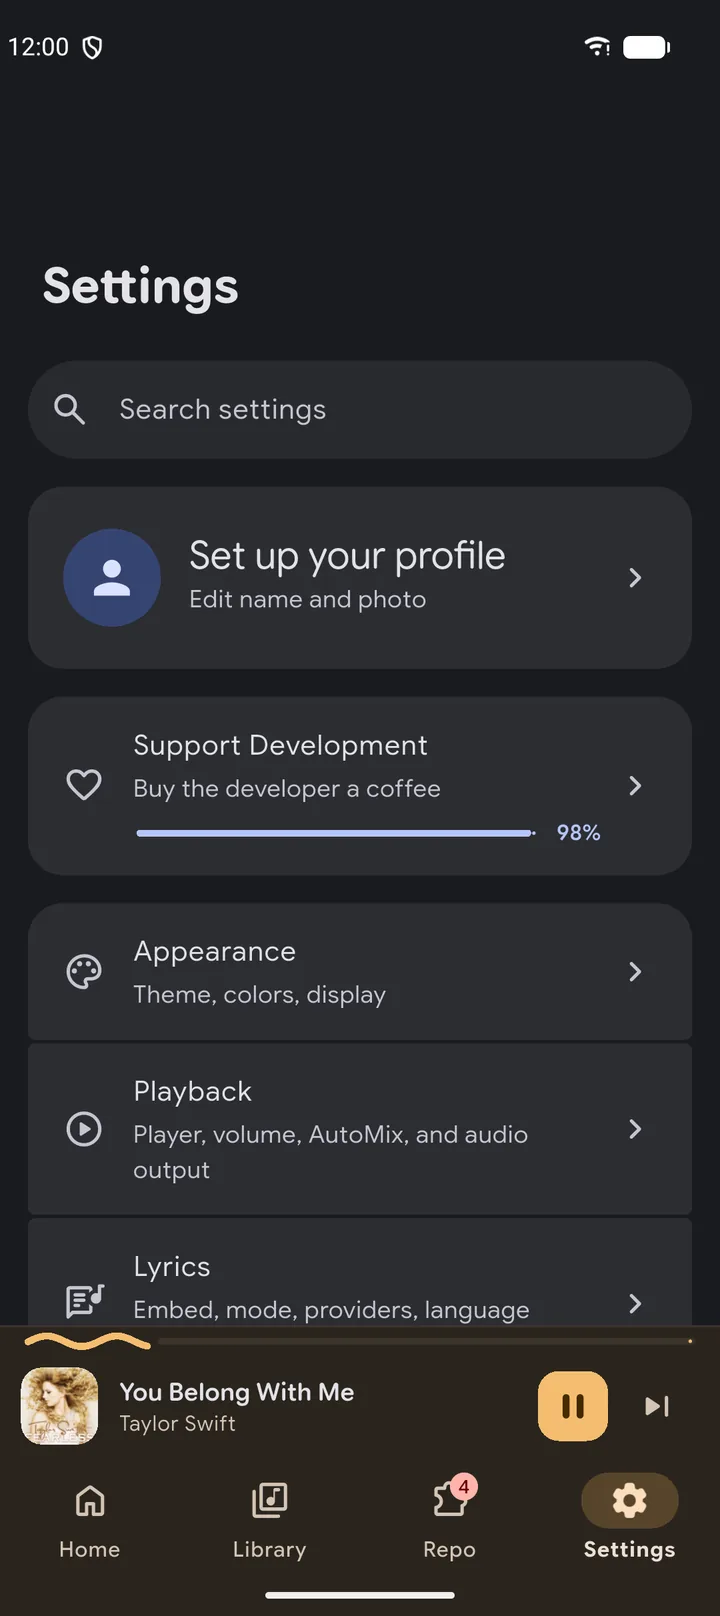 12:00
Settings
Search settings
Set up your profile
Edit name and photo
Support Development
Buy the developer a coffee
98%
Appearance
Theme, colors, display
Playback
Player, volume, AutoMix, and audio
output
Lyrics
Embed, mode, providers, language
You Belong With Me
Taylor Swift
4
Home
Library
Repo
Settings